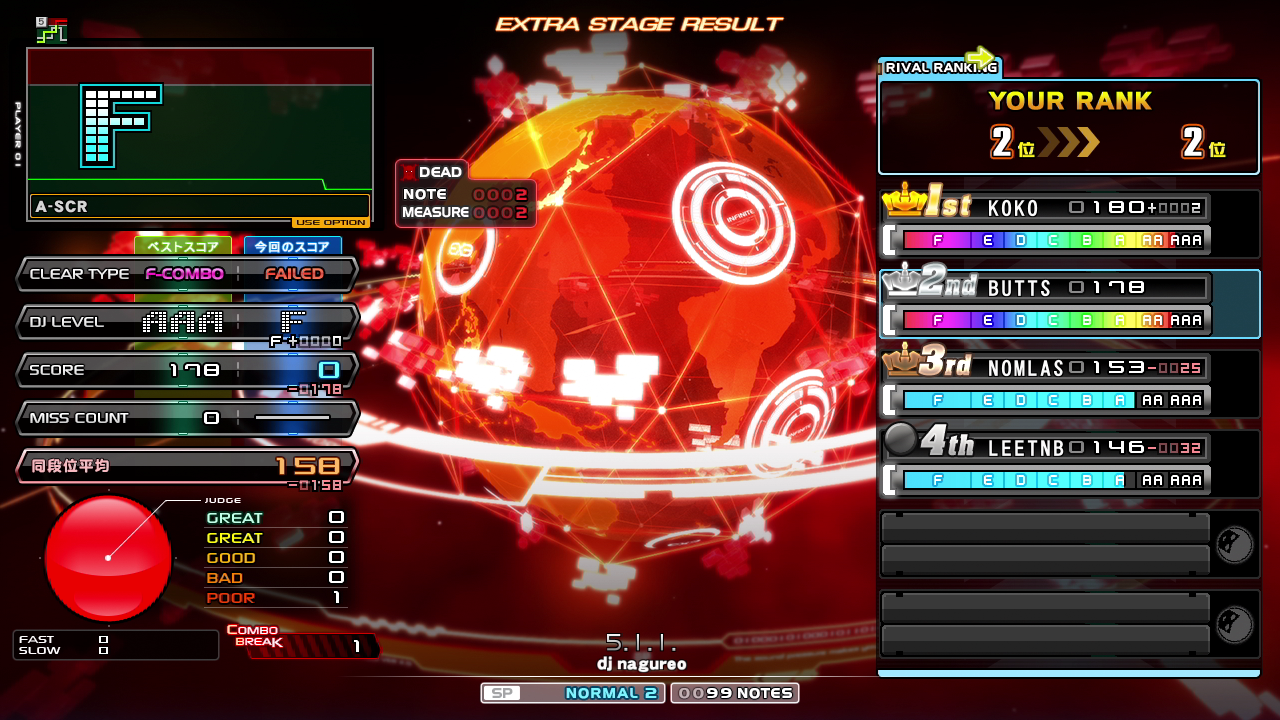 EXTRA STAGE RESULT
5
PLAYER 01
F
A-SCR
USE OPTION
DEAD
NOTE 0002
MEASURE 0002
ベストスコア 今回のスコア
CLEAR TYPE F-COMBO FAILED
DJ LEVEL AAA F
F+0000
SCORE 178 0
-0178
MISS COUNT 0
同段位平均 158
-0158
JUDGE
GREAT 0
GREAT 0
GOOD 0
BAD 0
POOR 1
FAST 0
SLOW 0
COMBO BREAK 1
INFINITE
5.1.1.
dj nagureo
SP NORMAL 2 0099 NOTES
RIVAL RANKING
YOUR RANK
2位 2位
1st KOKO 0180+0002
F E D C B A AA AAA
2nd BUTTS 0178
F E D C B A AA AAA
3rd NOMLAS 0153-0025
F E D C B A AA AAA
4th LEETNB 0146-0032
F E D C B A AA AAA